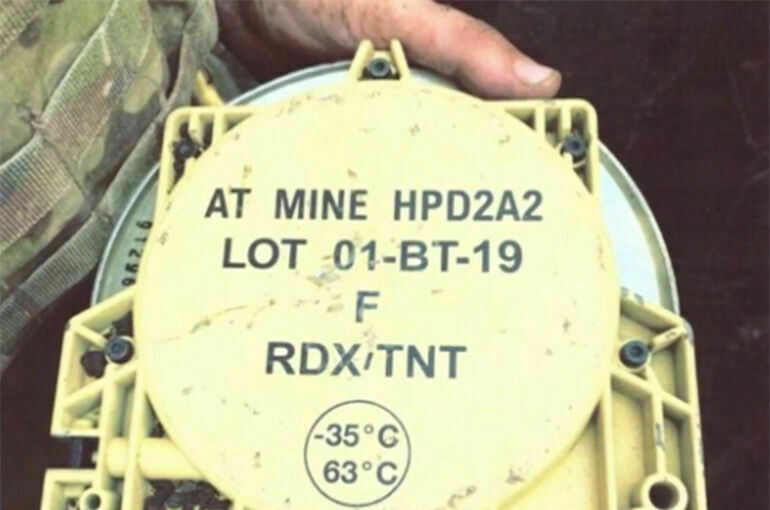 AT MINE HPD2A2
LOT 01-BT-19
F
RDX/TNT
-35°C
63°C